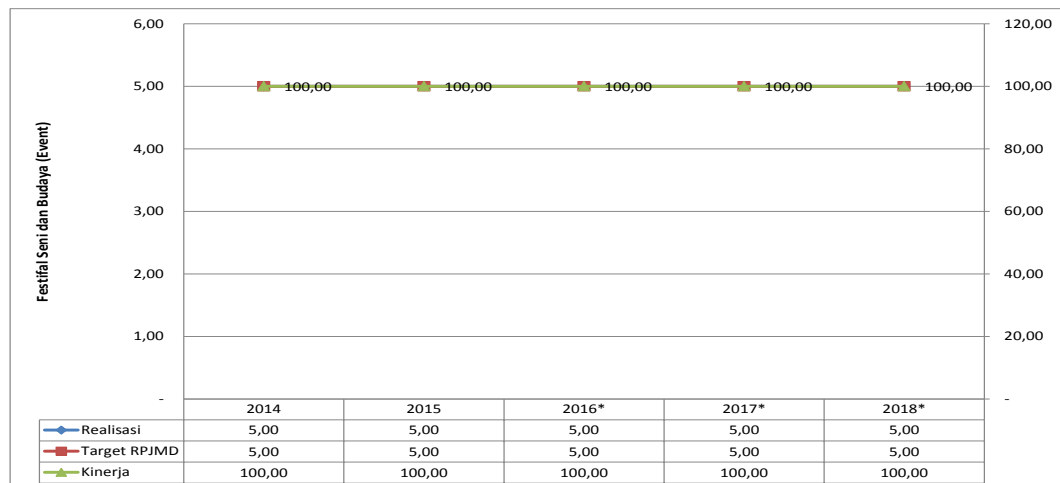 6,00 120,00
5,00 100,00 100,00 100,00 100,00 100,00 100,00
4,00 80,00
3,00 60,00
2,00 40,00
1,00 20,00
- -
Festifal Seni dan Budaya (Event)
2014 2015 2016* 2017* 2018*
Realisasi 5,00 5,00 5,00 5,00 5,00
Target RPJMD 5,00 5,00 5,00 5,00 5,00
Kinerja 100,00 100,00 100,00 100,00 100,00